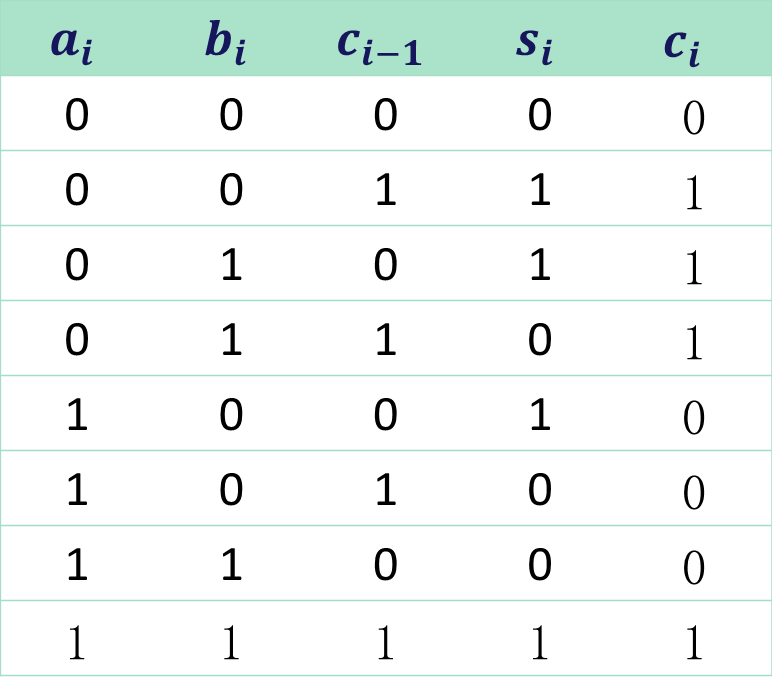 a_i b_i c_{i−1} s_i c_i
0 0 0 0 0
0 0 1 1 1
0 1 0 1 1
0 1 1 0 1
1 0 0 1 0
1 0 1 0 0
1 1 0 0 0
1 1 1 1 1